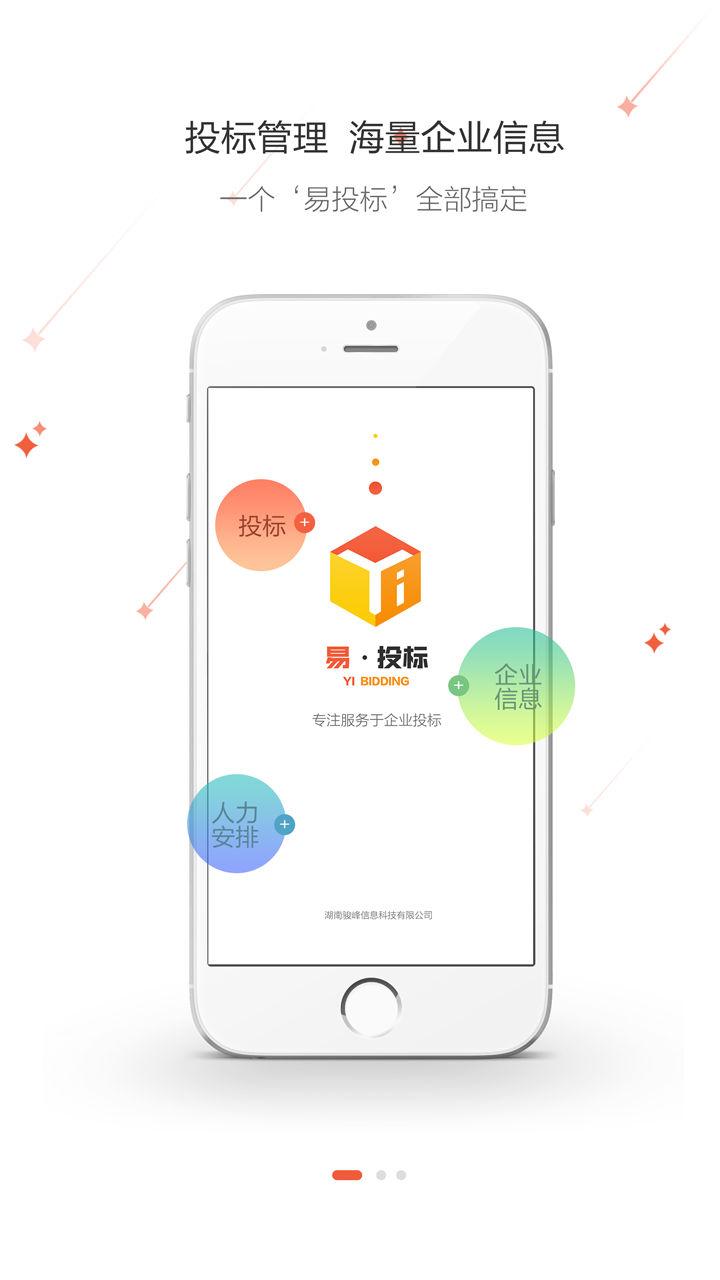 投标管理 海量企业信息
一个‘易投标’全部搞定
投标
Ti
易·投标
YI BIDDING
企业
信息
专注服务于企业投标
人力
安排
湖南骏峰信息科技有限公司